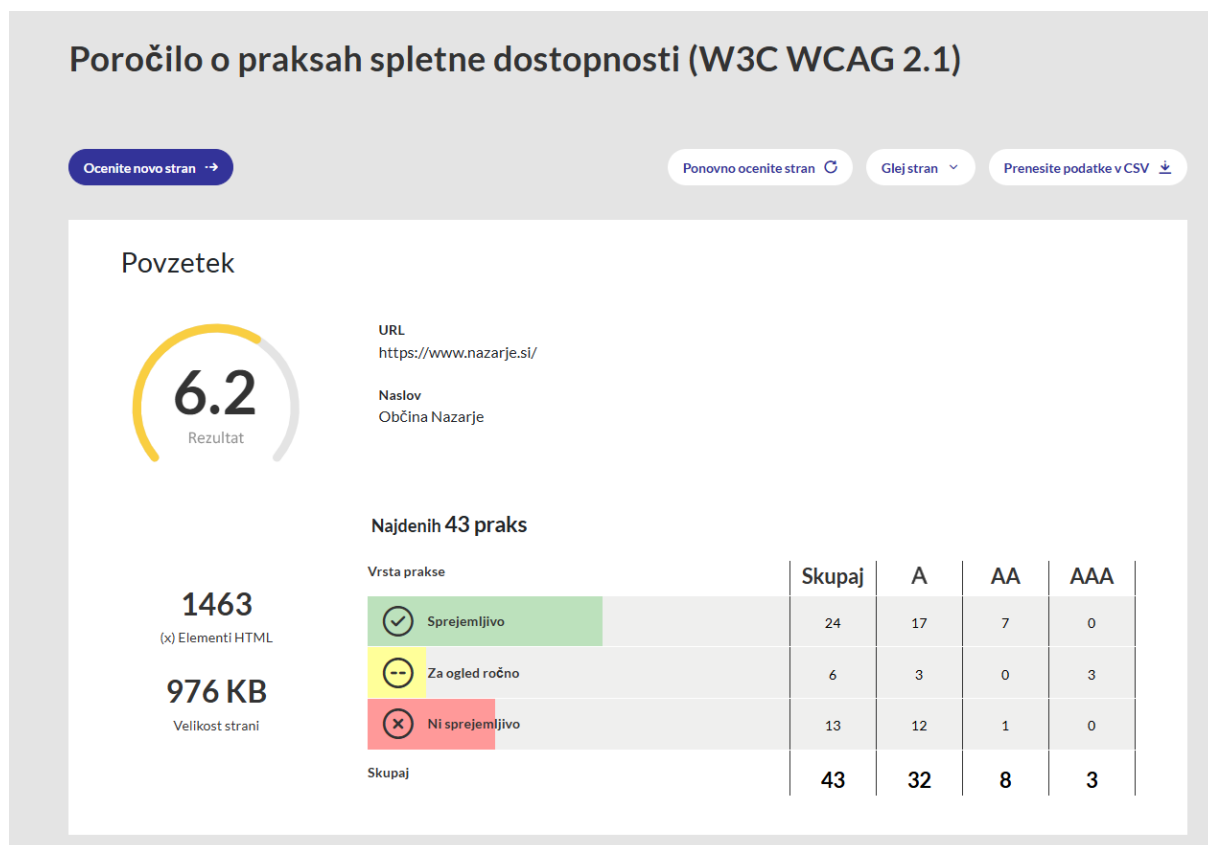 Poročilo o praksah spletne dostopnosti (W3C WCAG 2.1)
Ocenite novo stran
Ponovno ocenite stran
Glej stran
Prenesite podatke v CSV
Povzetek
6.2
Rezultat
URL
https://www.nazarje.si/
Naslov
Občina Nazarje
1463
(x) Elementi HTML
976 KB
Velikost strani
Najdenih 43 praks
Vrsta prakse Skupaj A AA AAA
Sprejemljivo 24 17 7 0
Za ogled ročno 6 3 0 3
Ni sprejemljivo 13 12 1 0
Skupaj 43 32 8 3